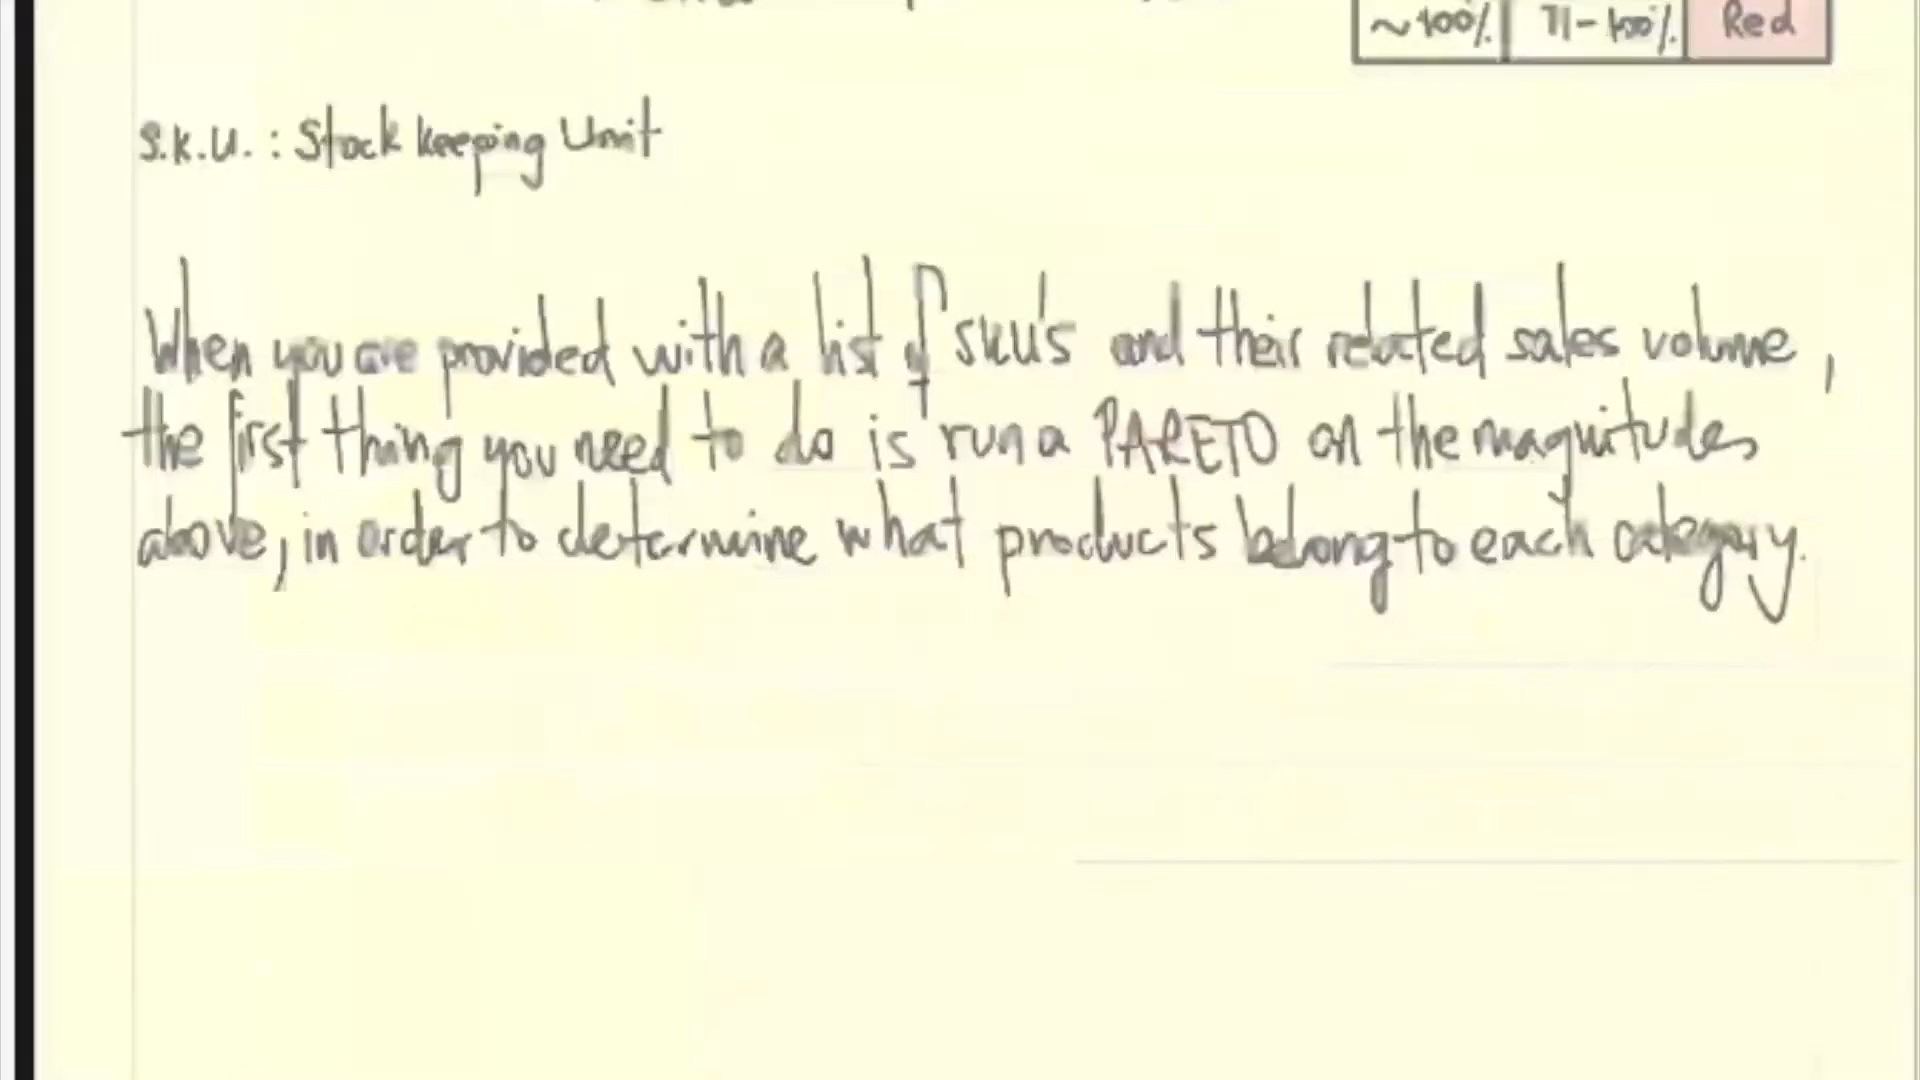 ~100% 71-100% Red
S.K.U. : Stock Keeping Unit
When you are provided with a list of SKU's and their related sales volume,
the first thing you need to do is run a PARETO on the magnitudes
above, in order to determine what products belong to each category.